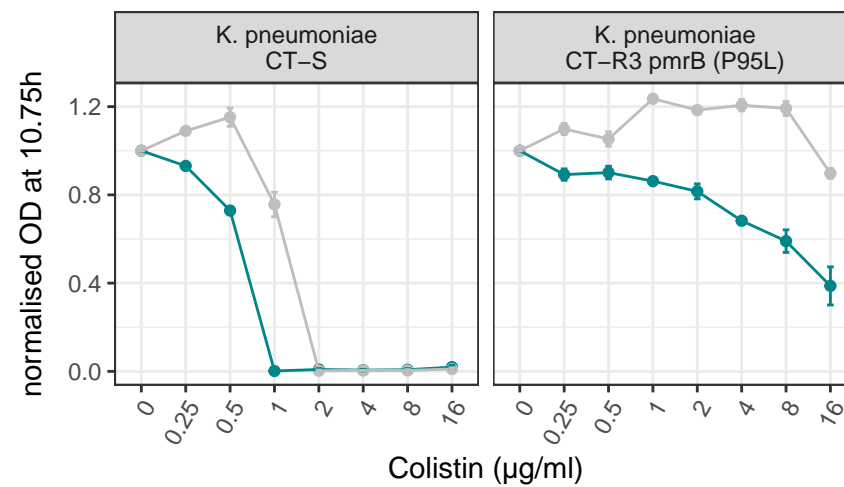 K. pneumoniae
CT−S
K. pneumoniae
CT−R3 pmrB (P95L)
normalised OD at 10.75h
1.2
0.8
0.4
0.0
0 0.25 0.5 1 2 4 8 16
0 0.25 0.5 1 2 4 8 16
Colistin (µg/ml)